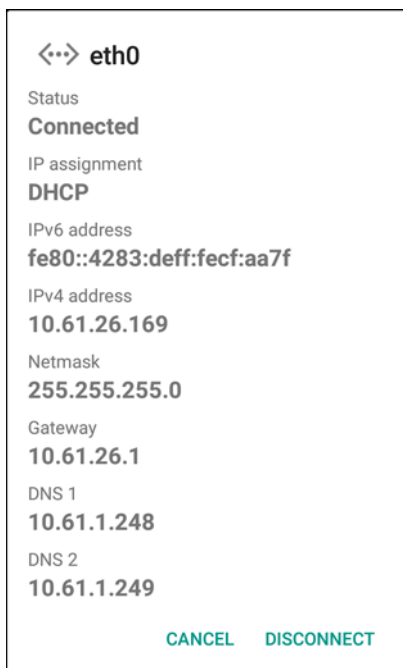 eth0
Status
Connected
IP assignment
DHCP
IPv6 address
fe80::4283:deff:fecf:aa7f
IPv4 address
10.61.26.169
Netmask
255.255.255.0
Gateway
10.61.26.1
DNS 1
10.61.1.248
DNS 2
10.61.1.249
CANCEL DISCONNECT